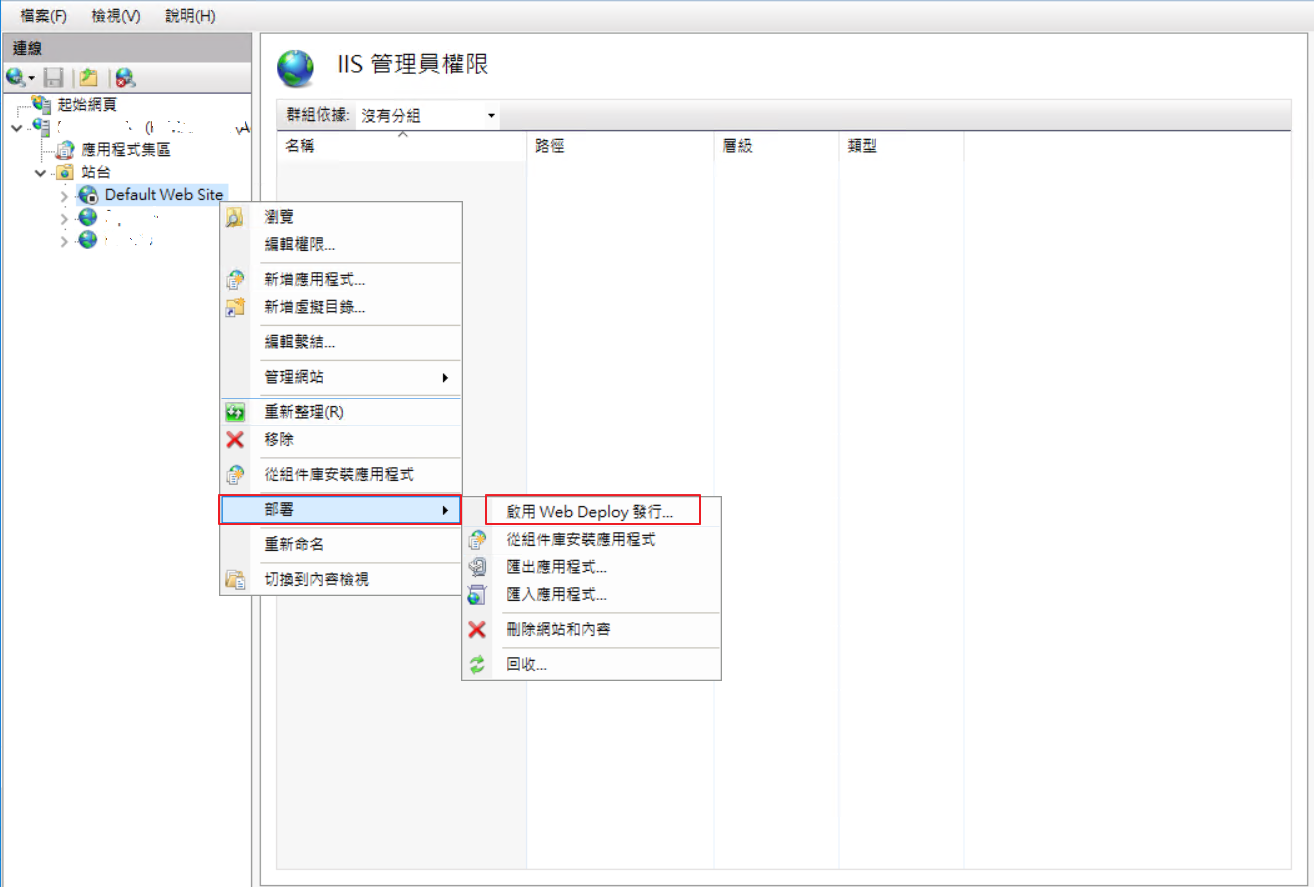 檔案(F) 檢視(V) 說明(H)
連線
起始網頁
應用程式集區
站台
Default Web Site
IIS 管理員權限
群組依據: 沒有分組
名稱 路徑 層級 類型
瀏覽
編輯權限...
新增應用程式...
新增虛擬目錄...
編輯繫結...
管理網站
重新整理(R)
移除
從組件庫安裝應用程式
部署
重新命名
切換到內容檢視
啟用 Web Deploy 發行...
從組件庫安裝應用程式
匯出應用程式...
匯入應用程式...
刪除網站和內容
回收...